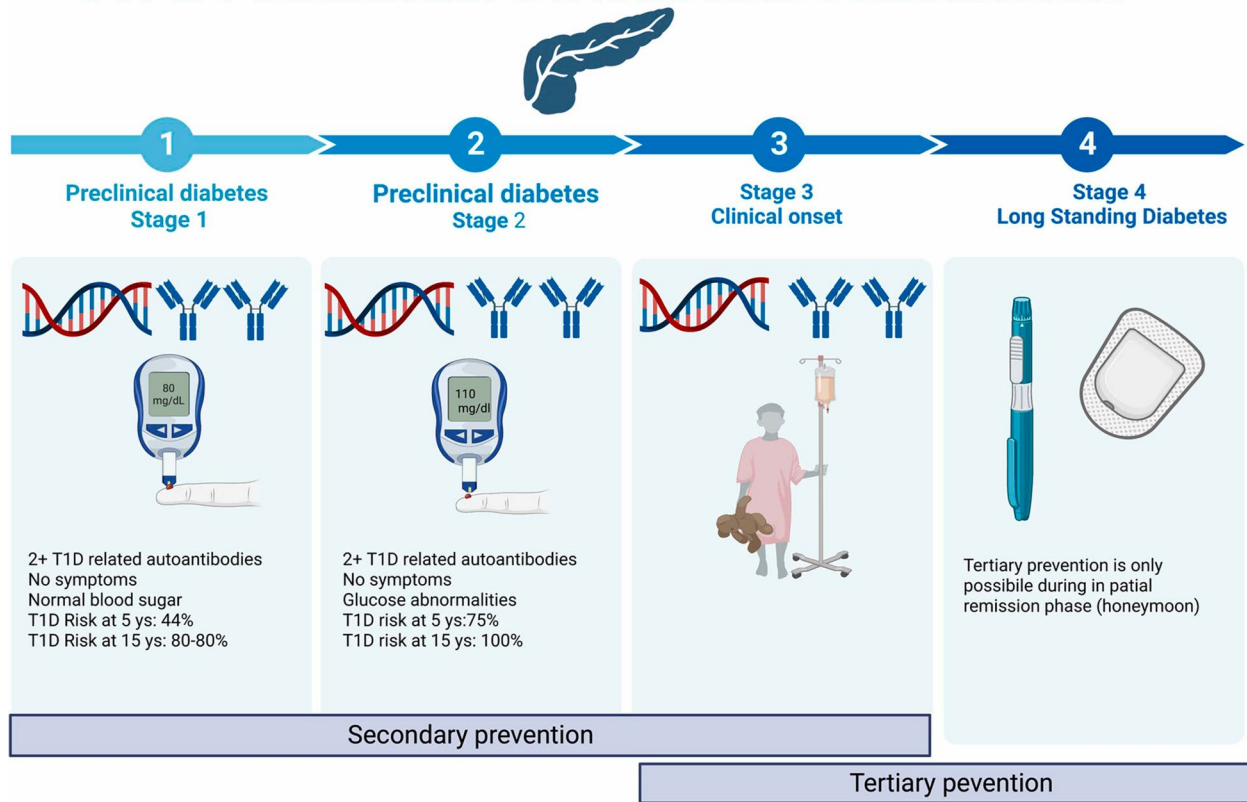 1
2
3
4
Preclinical diabetes
Stage 1
Preclinical diabetes
Stage 2
Stage 3
Clinical onset
Stage 4
Long Standing Diabetes
80
mg/dL
110
mg/dl
2+ T1D related autoantibodies
No symptoms
Normal blood sugar
T1D Risk at 5 ys: 44%
T1D Risk at 15 ys: 80-80%
2+ T1D related autoantibodies
No symptoms
Glucose abnormalities
T1D risk at 5 ys:75%
T1D risk at 15 ys: 100%
Tertiary prevention is only
possibile during in patial
remission phase (honeymoon)
Secondary prevention
Tertiary pevention